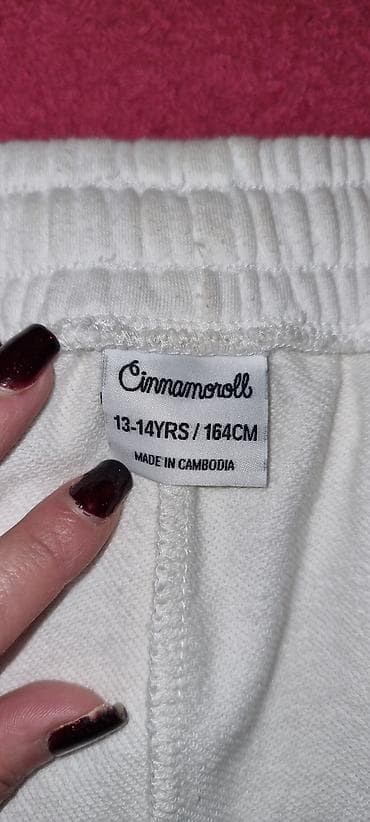 Cinnamoroll
13-14YRS / 164CM
MADE IN CAMBODIA